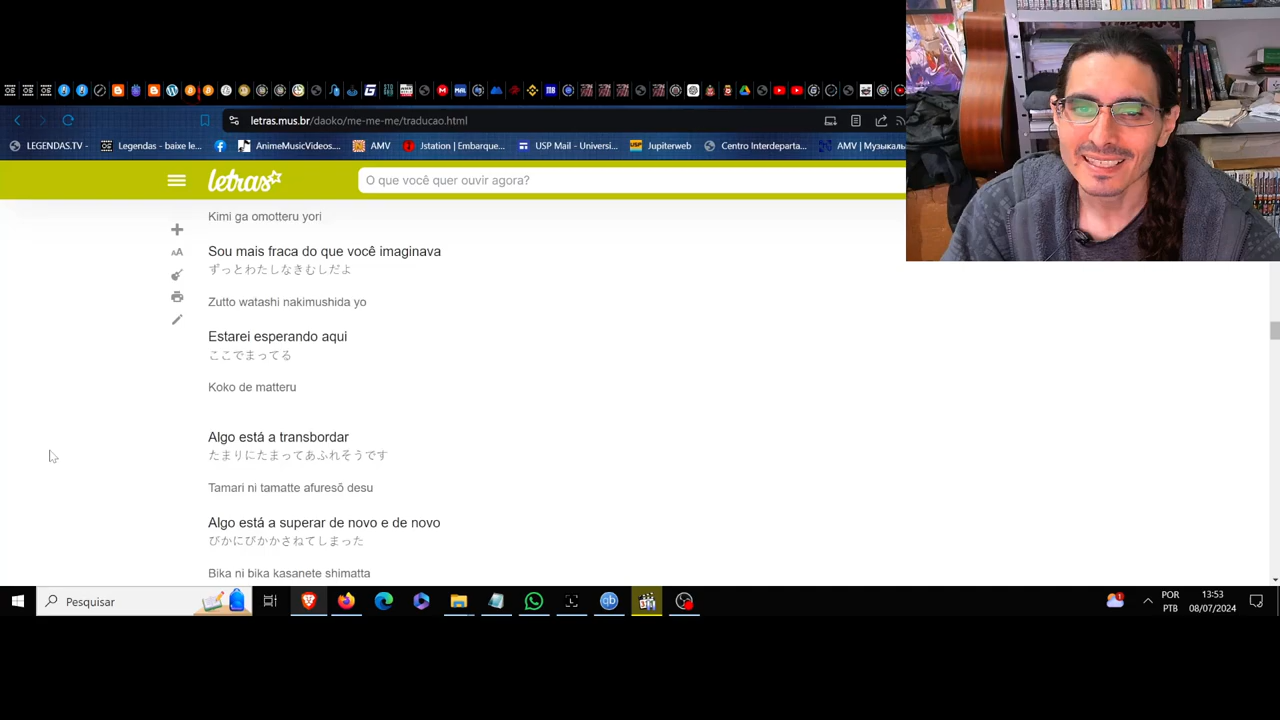 letras.mus.br/daoko/me-me-me/traducao.html
LEGENDAS.TV -
Legendas - baixe le...
AnimeMusicVideos....
AMV
Jstation | Embarque...
USP Mail - Universi...
Jupiterweb
Centro Interdeparta...
AMV | Музыкаль
letras
O que você quer ouvir agora?
Kimi ga omotteru yori
Sou mais fraca do que você imaginava
ずっとわたしなきむしだよ
Zutto watashi nakimushida yo
Estarei esperando aqui
ここでまってる
Koko de matteru
Algo está a transbordar
たまりにたまってあふれそうです
Tamari ni tamatte afuresō desu
Algo está a superar de novo e de novo
びかにびかかさねてしまった
Bika ni bika kasanete shimatta
Pesquisar
POR
PTB
13:53
08/07/2024